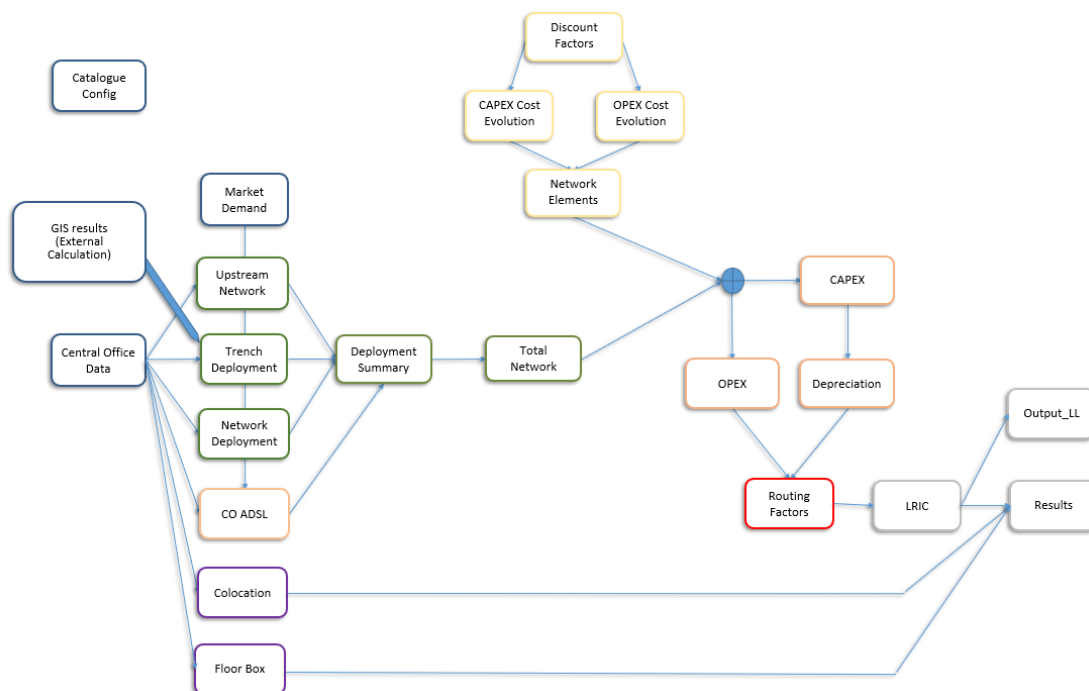 Discount
Factors
Catalogue
Config
CAPEX Cost
Evolution
OPEX Cost
Evolution
Market
Demand
Network
Elements
GIS results
(External
Calculation)
Upstream
Network
CAPEX
Central Office
Data
Trench
Deployment
Deployment
Summary
Total
Network
OPEX
Depreciation
Network
Deployment
Output_LL
CO ADSL
Routing
Factors
LRIC
Results
Colocation
Floor Box